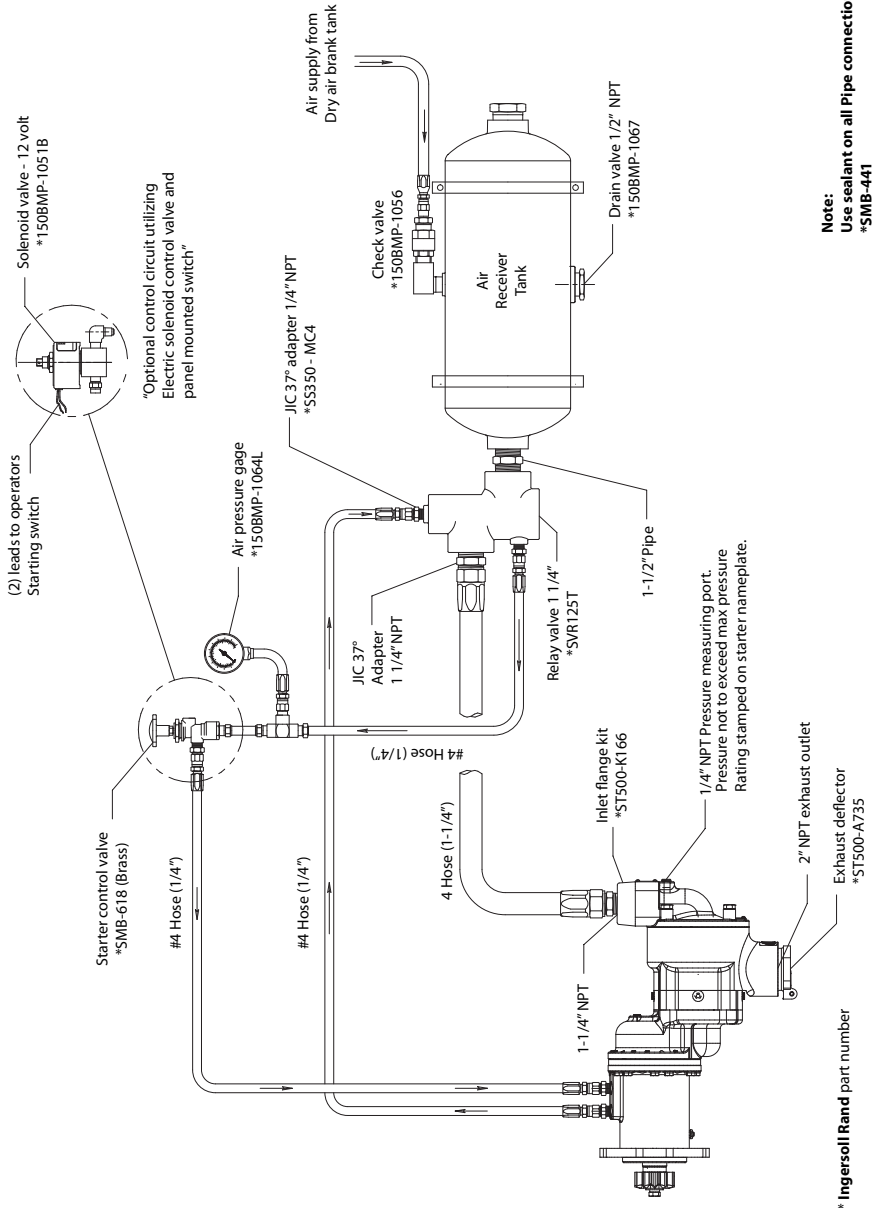 (2) leads to operators
Starting switch
Solenoid valve - 12 volt
*150BMP-1051B
"Optional control circuit utilizing
Electric solenoid control valve and
panel mounted switch"
Starter control valve
*SMB-618 (Brass)
Air pressure gage
*150BMP-1064L
Air supply from
Dry air brank tank
JIC 37° adapter 1/4" NPT
*SS350 - MC4
Check valve
*150BMP-1056
#4 Hose (1/4")
#4 Hose (1/4")
#4 Hose (1/4")
JIC 37°
Adapter
1 1/4" NPT
Air
Receiver
Tank
Relay valve 1 1/4"
*SVR125T
1-1/2" Pipe
Drain valve 1/2" NPT
*150BMP-1067
4 Hose (1-1/4")
Inlet flange kit
*ST500-K166
1-1/4" NPT
1/4" NPT Pressure measuring port.
Pressure not to exceed max pressure
Rating stamped on starter nameplate.
2" NPT exhaust outlet
Exhaust deflector
*ST500-A735
* Ingersoll Rand part number
Note:
Use sealant on all Pipe connectio
*SMB-441